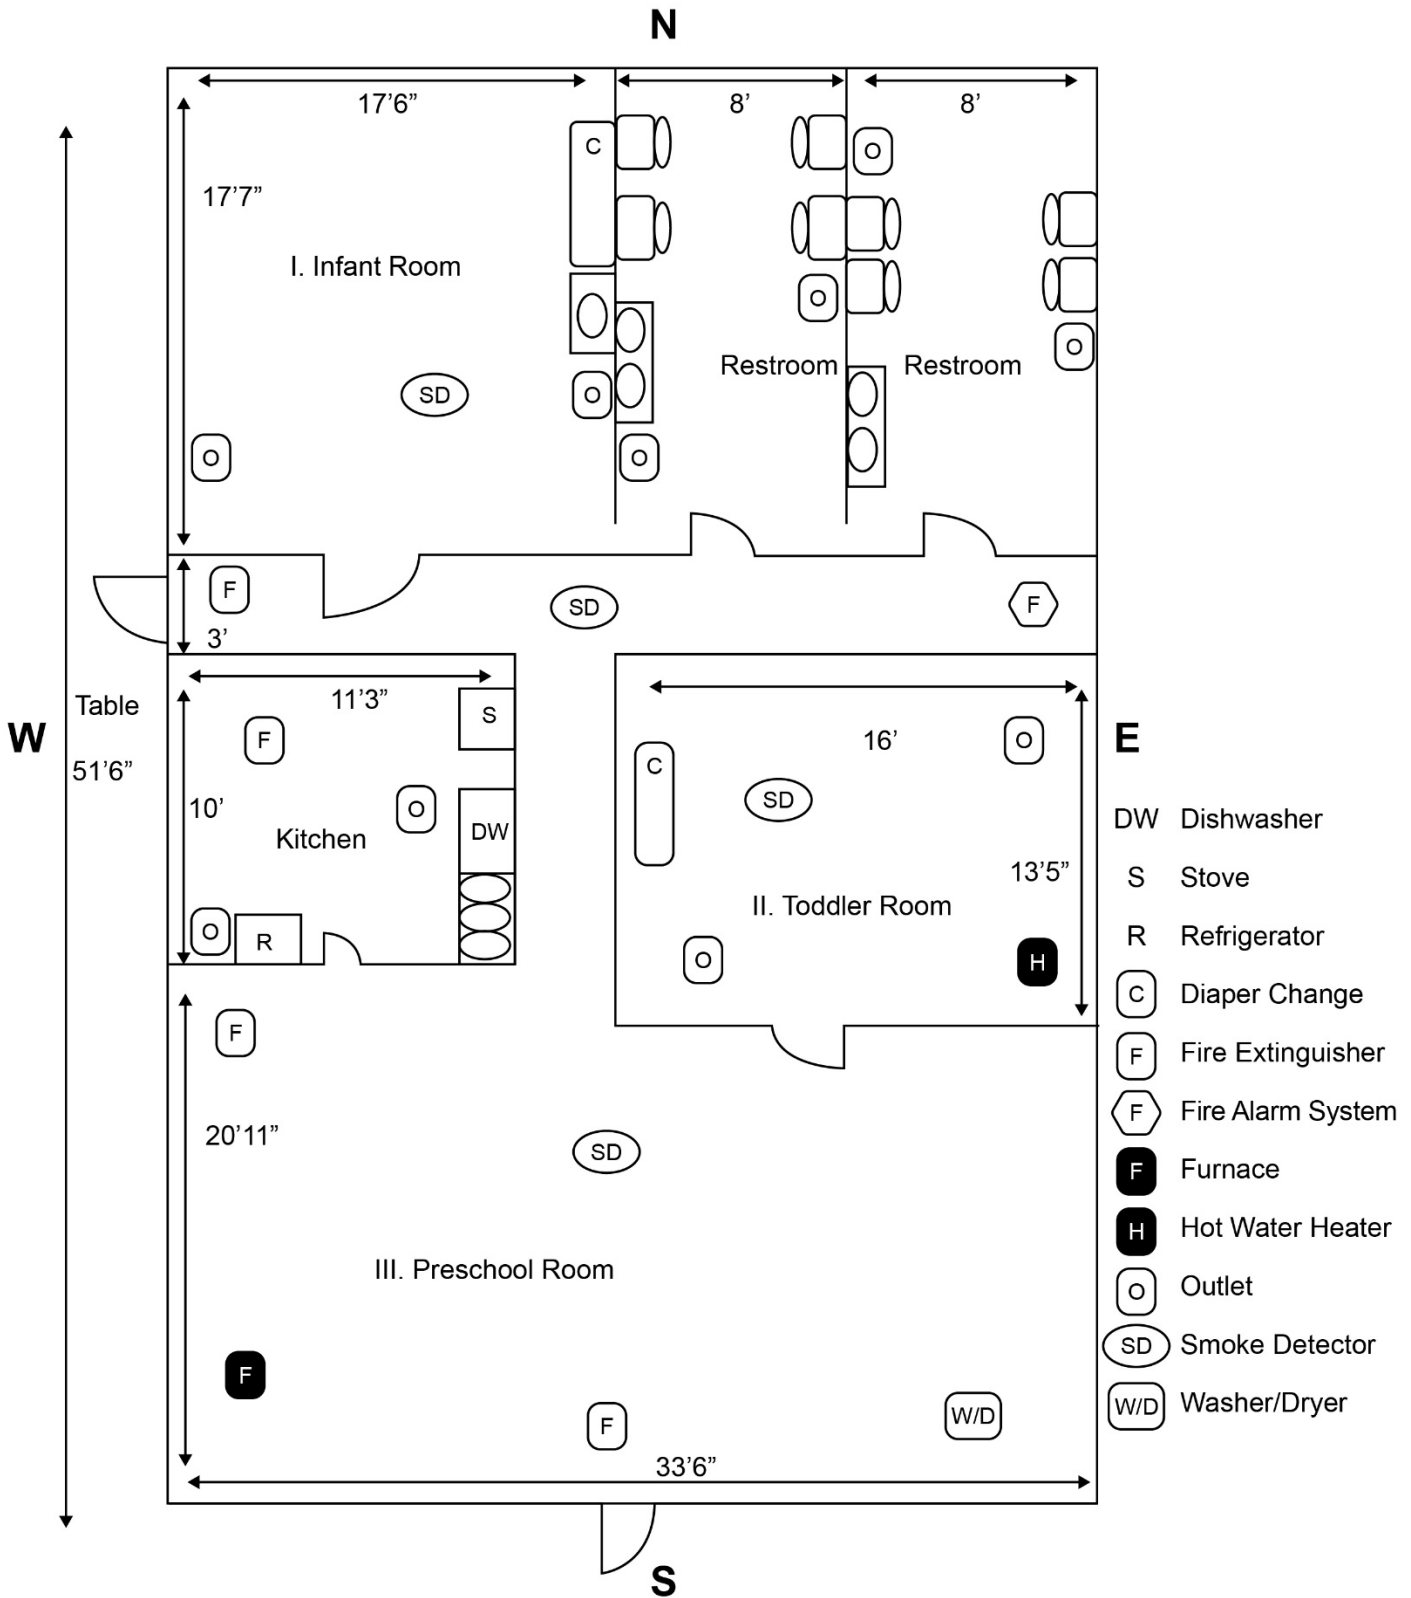 N
17’6”
8’
8’
C
O
17’7”
I. Infant Room
O
Restroom
Restroom
O
SD
O
O
O
F
SD
F
3’
11’3”
S
Table
W
F
16’
O
E
C
SD
51’6”
10’
O
DW
Kitchen
13’5”
II. Toddler Room
O
R
O
H
F
20’11”
SD
III. Preschool Room
F
F
W/D
33’6”
S
DW Dishwasher
S Stove
R Refrigerator
C Diaper Change
F Fire Extinguisher
F Fire Alarm System
F Furnace
H Hot Water Heater
O Outlet
SD Smoke Detector
W/D Washer/Dryer